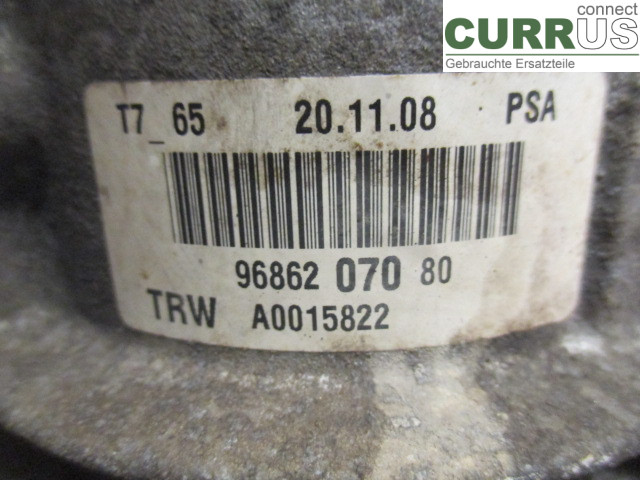 connect
CURRUS
Gebrauchte Ersatzteile
T7_65 20.11.08 PSA
96862 070 80
TRW A0015822